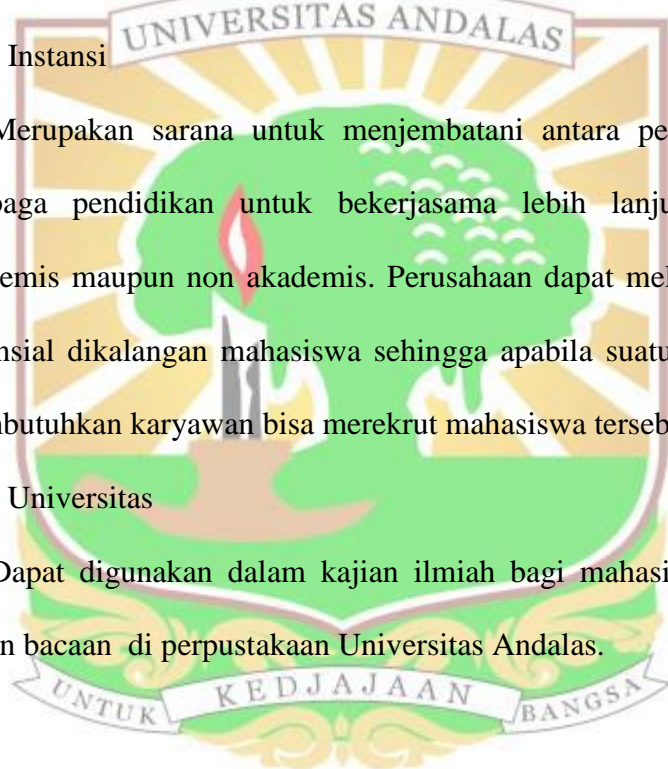 UNIVERSITAS ANDALAS
Instansi
Merupakan sarana untuk menjembatani antara pe
baga pendidikan untuk bekerjasama lebih lanju
emis maupun non akademis. Perusahaan dapat mel
nsial dikalangan mahasiswa sehingga apabila suatu
butuhkan karyawan bisa merekrut mahasiswa terseb
Universitas
Dapat digunakan dalam kajian ilmiah bagi mahasi
n bacaan di perpustakaan Universitas Andalas.
UNTUK KEDJAJAAN BANGSA